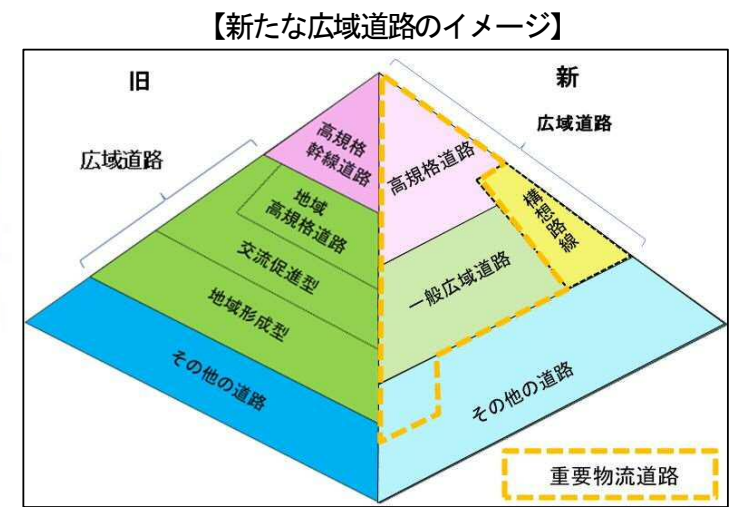 【新たな広域道路のイメージ】
旧
新
広域道路
広域道路
高規格
幹線道路
地域
高規格道路
交流促進型
地域形成型
その他の道路
高規格道路
構想路線
一般広域道路
その他の道路
重要物流道路